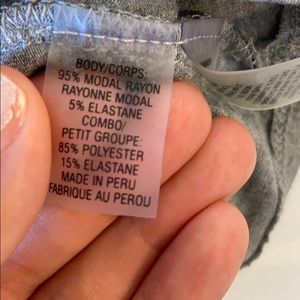 BODY/CORPS:
95% MODAL RAYON
RAYONNE MODAL
5% ELASTANE
COMBO/
PETIT GROUPE:
85% POLYESTER
15% ELASTANE
MADE IN PERU
FABRIQUE AU PEROU